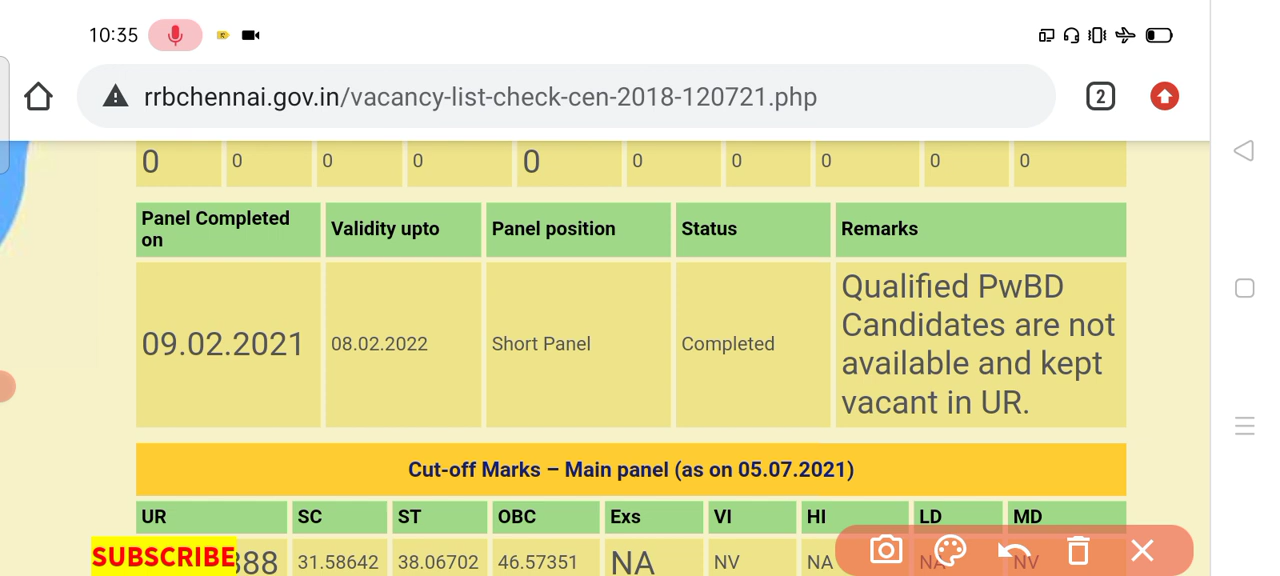 10:35
2
rrbchennai.gov.in/vacancy-list-check-cen-2018-120721.php
0 0 0 0 0 0 0 0 0 0
Panel Completed on Validity upto Panel position Status Remarks
09.02.2021 08.02.2022 Short Panel Completed Qualified PwBD
Candidates are not
available and kept
vacant in UR.
Cut-off Marks – Main panel (as on 05.07.2021)
UR SC ST OBC Exs VI HI LD MD
888 31.58642 38.06702 46.57351 NA NV NA NA NV
SUBSCRIBE